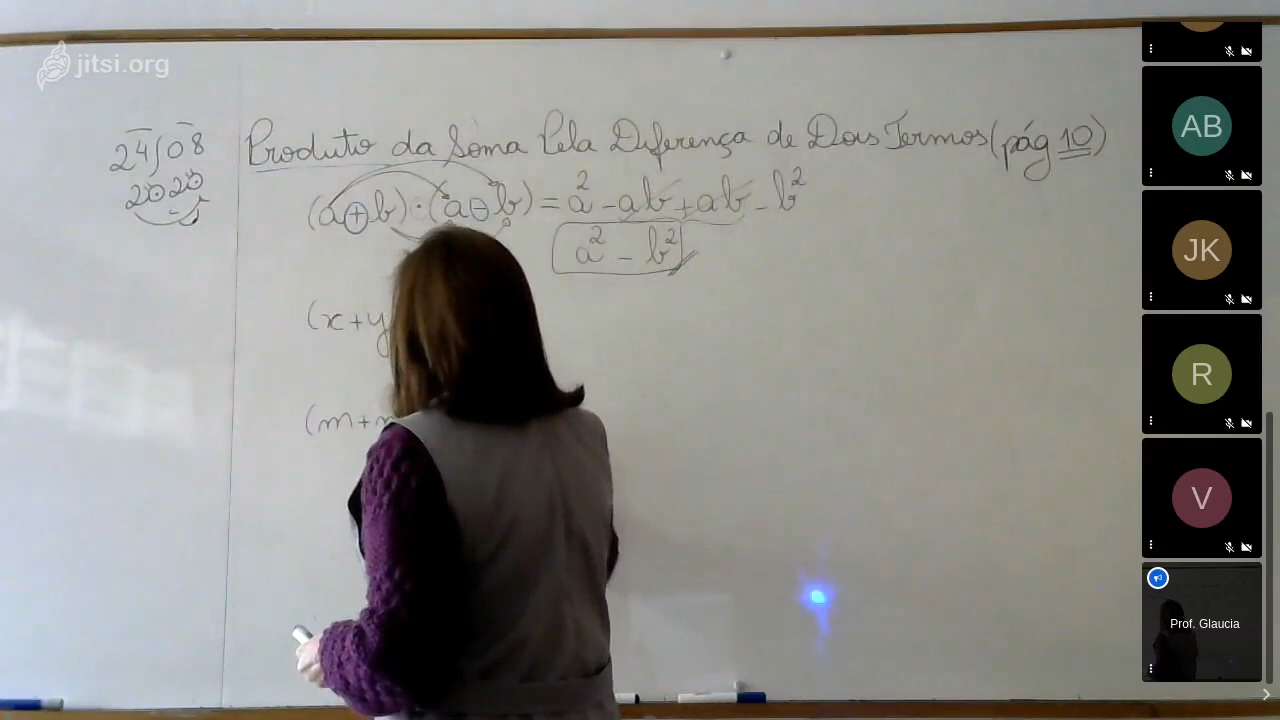 jitsi.org
24/08
2020
Produto da Soma Pela Diferença de Dois Termos (pág 10)
(a+b)·(a-b) = a² - ab + ab - b²
a² - b²
(x+y
(m+
AB
JK
R
V
Prof. Glaucia